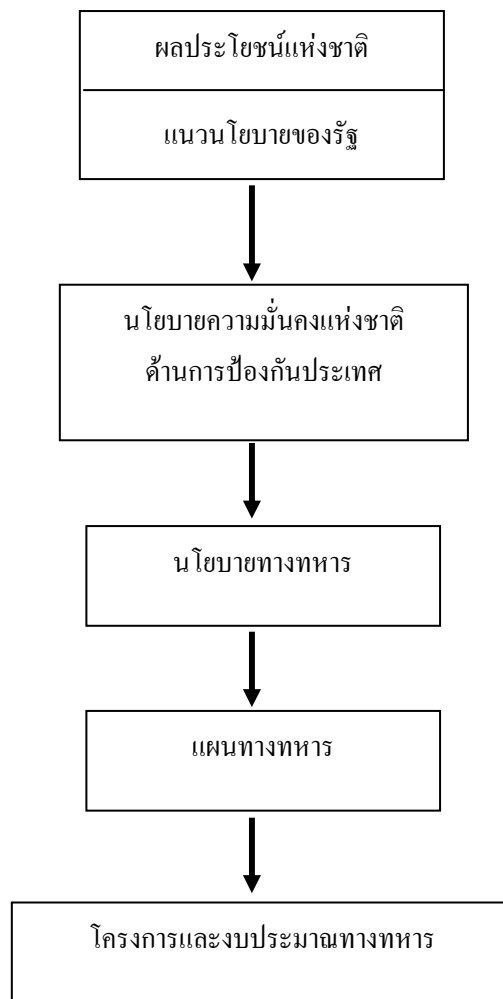 ผลประโยชน์แห่งชาติ
แนวนโยบายของรัฐ
นโยบายความมั่นคงแห่งชาติ
ด้านการป้องกันประเทศ
นโยบายทางทหาร
แผนทางทหาร
โครงการและงบประมาณทางทหาร